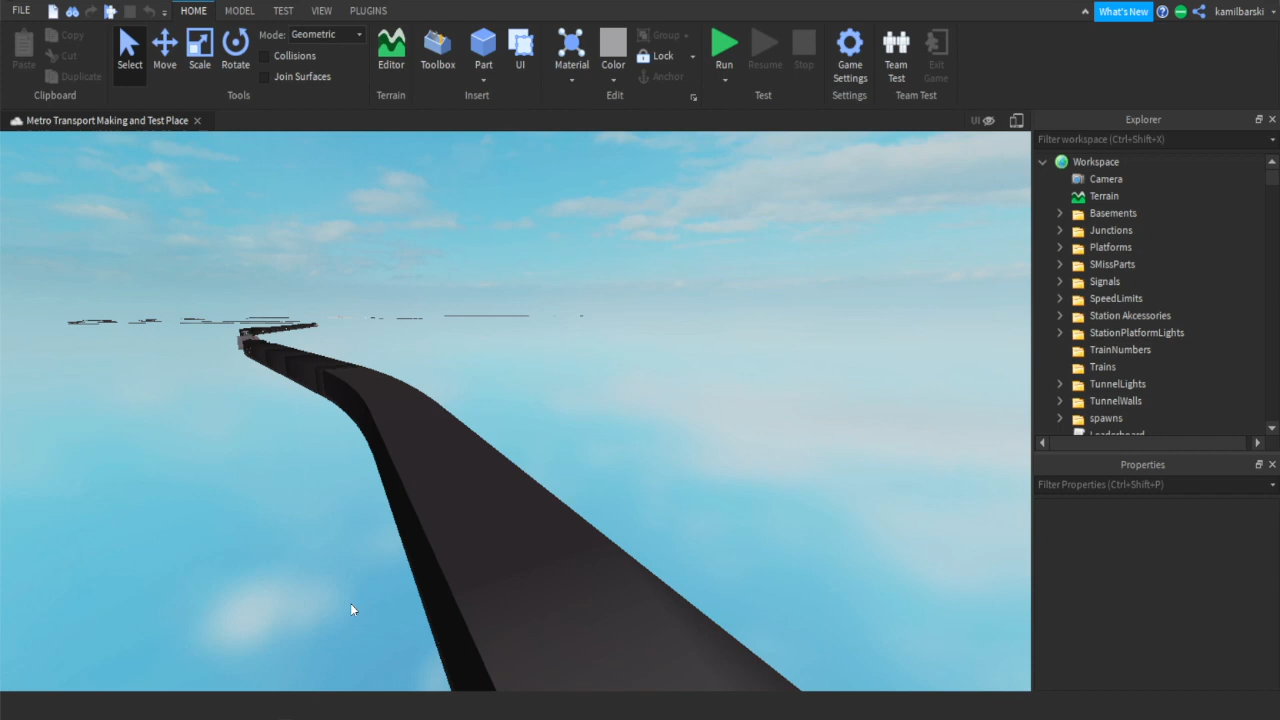 FILE HOME MODEL TEST VIEW PLUGINS What's New kamilbarski
Paste Copy Cut Duplicate Clipboard
Select Move Scale Rotate Mode: Geometric Collisions Join Surfaces Tools
Editor Terrain
Toolbox Part UI Insert
Material Color Group Lock Anchor Edit
Run Resume Stop Test
Game Settings Settings
Team Test Exit Game Team Test
Metro Transport Making and Test Place
UI
Explorer
Filter workspace (Ctrl+Shift+X)
Workspace
Camera
Terrain
Basements
Junctions
Platforms
SMissParts
Signals
SpeedLimits
Station Akcessories
StationPlatformLights
TrainNumbers
Trains
TunnelLights
TunnelWalls
spawns
Leaderboard
Properties
Filter Properties (Ctrl+Shift+P)